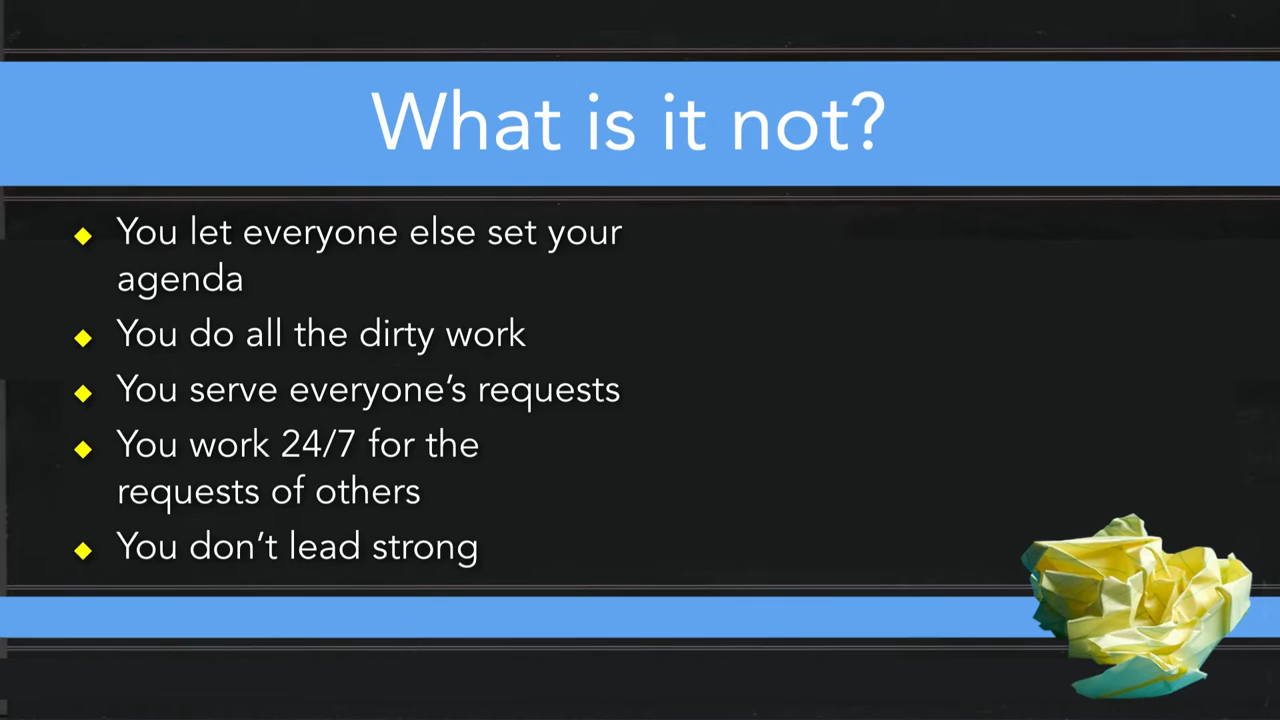 What is it not?
You let everyone else set your
agenda
You do all the dirty work
You serve everyone’s requests
You work 24/7 for the
requests of others
You don’t lead strong